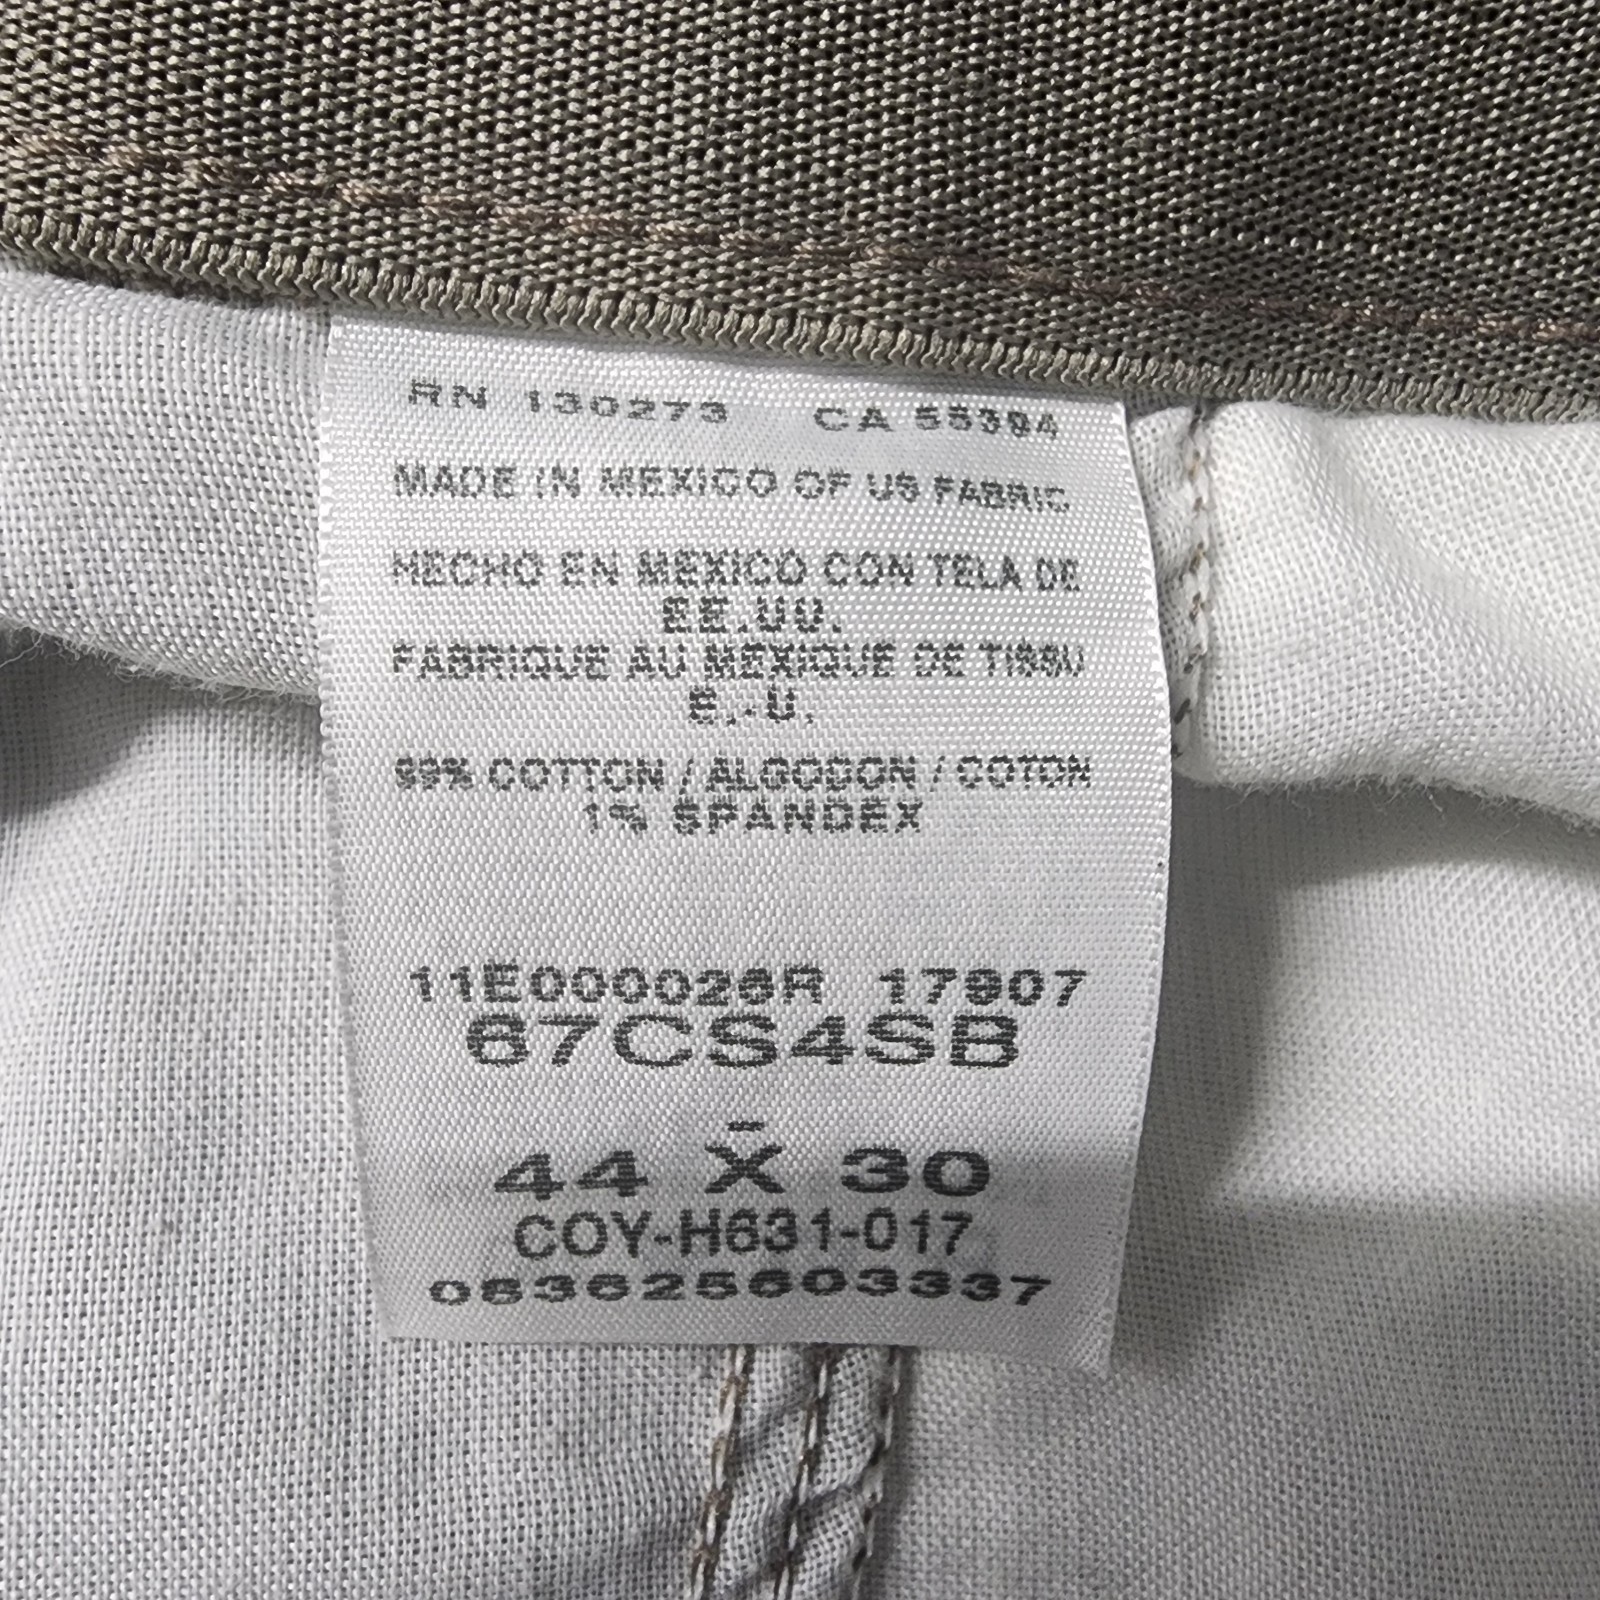 RN 130273 CA 55394
MADE IN MEXICO OF US FABRIC
HECHO EN MEXICO CON TELA DE
EE.UU.
FABRIQUE AU MEXIQUE DE TISSU
E.-U.
99% COTTON / ALGODON / COTON
1% SPANDEX
11E000026R 17907
67CS4SB
-
44 X 30
COY-H631-017
053625603337